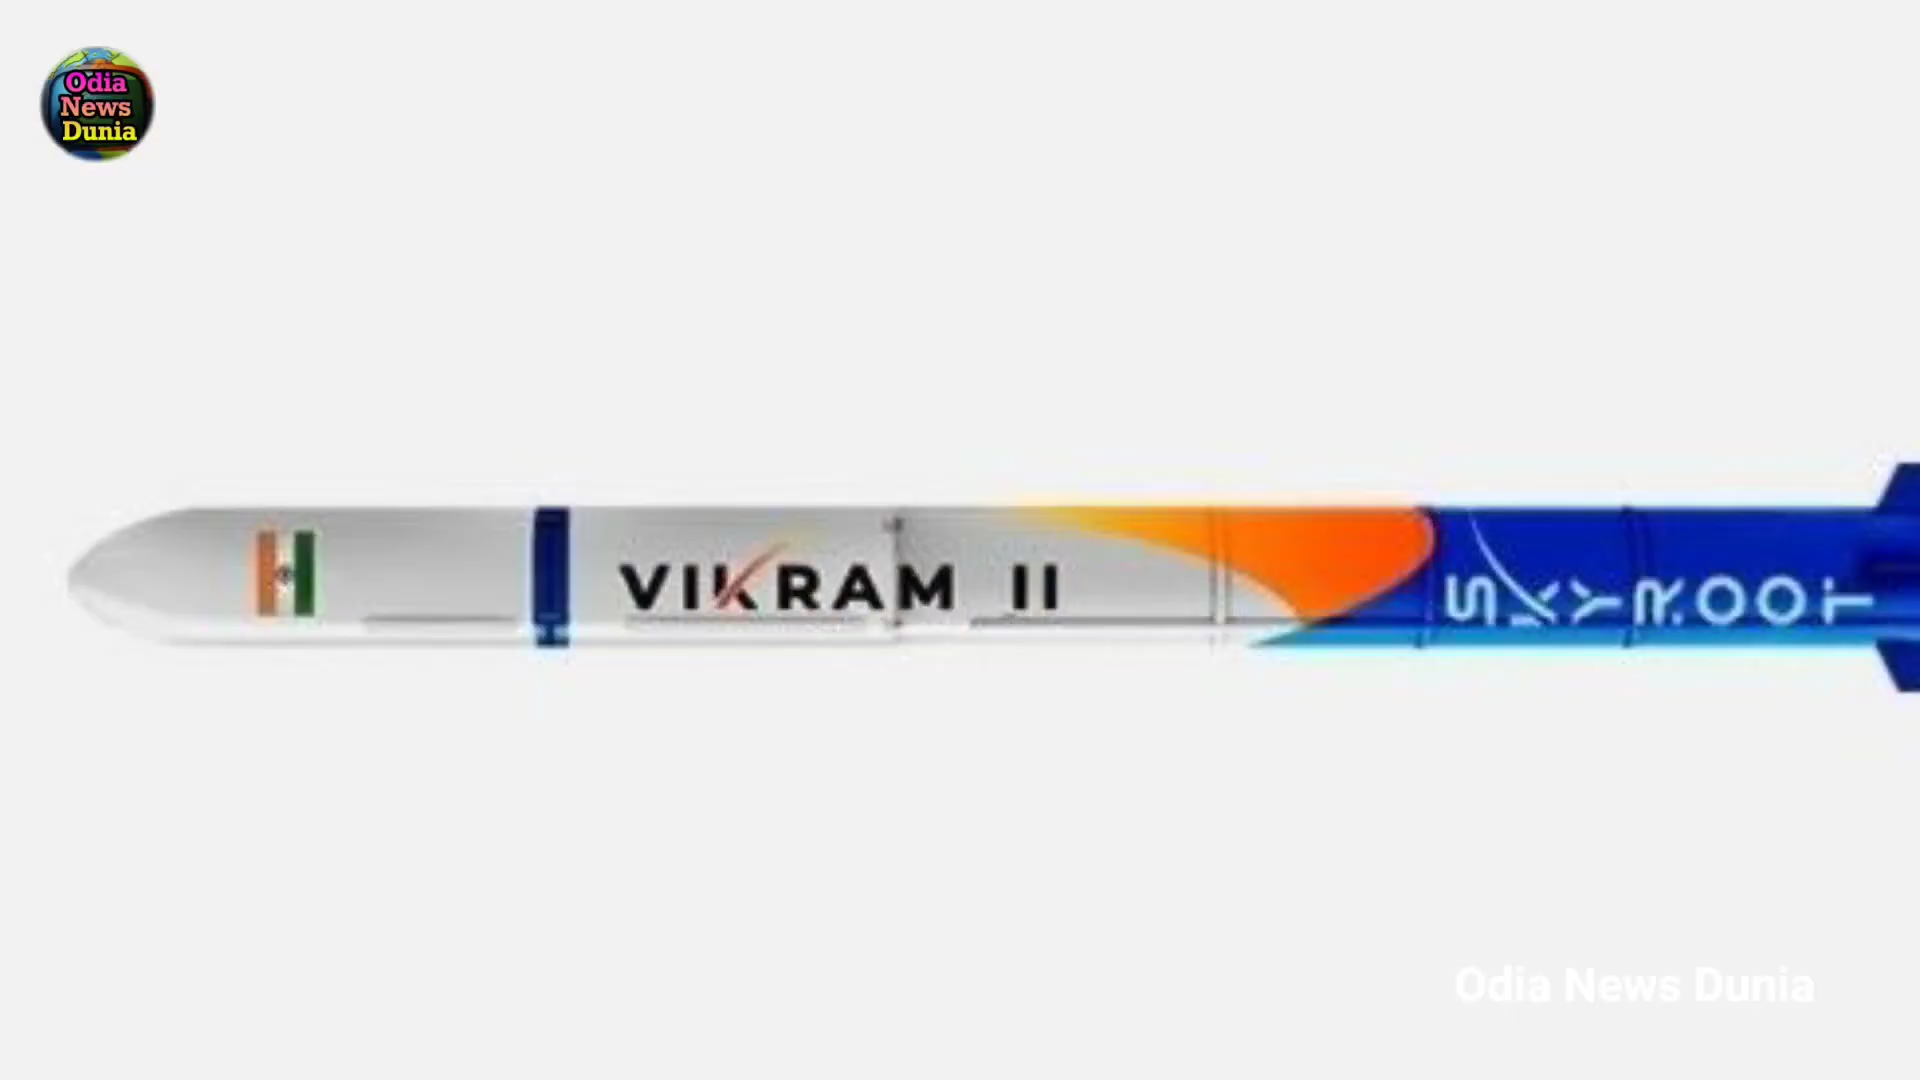 Odia
News
Dunia
VIKRAM II
SKYROOT
Odia News Dunia